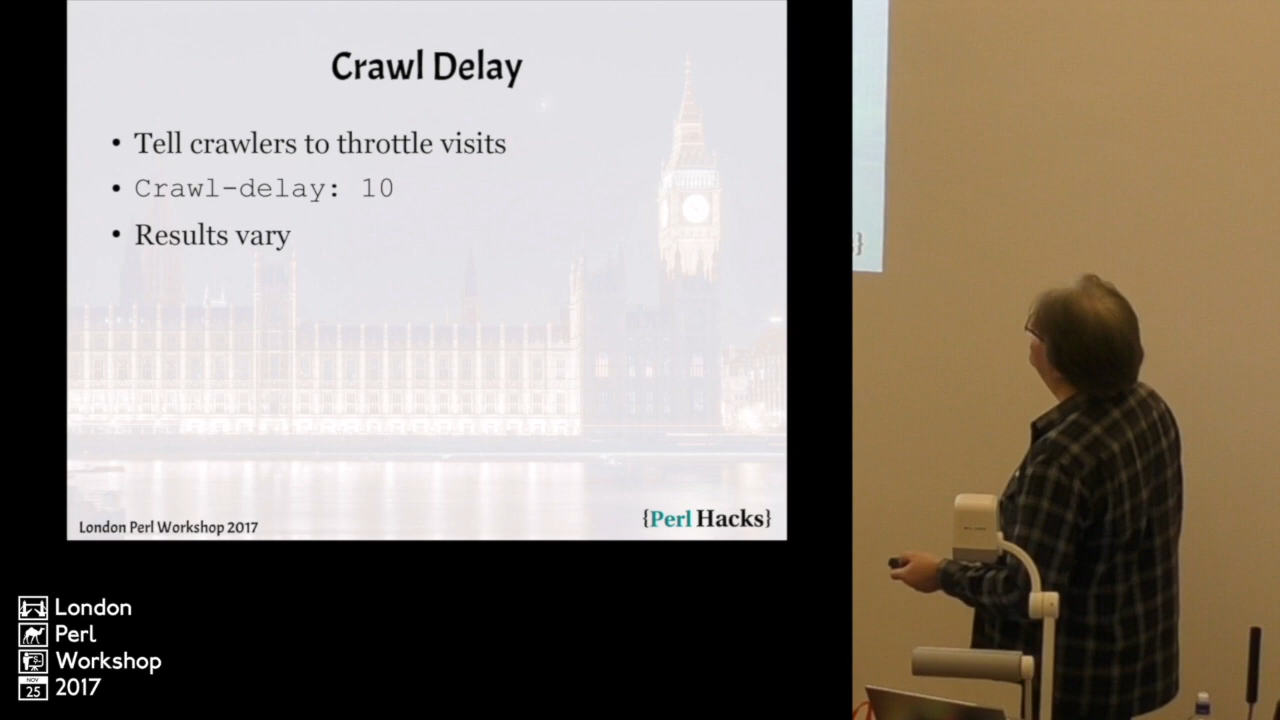 Crawl Delay
• Tell crawlers to throttle visits
• Crawl-delay: 10
• Results vary
London Perl Workshop 2017
{Perl Hacks}
}
London
Perl
Workshop
NOV
25
2017